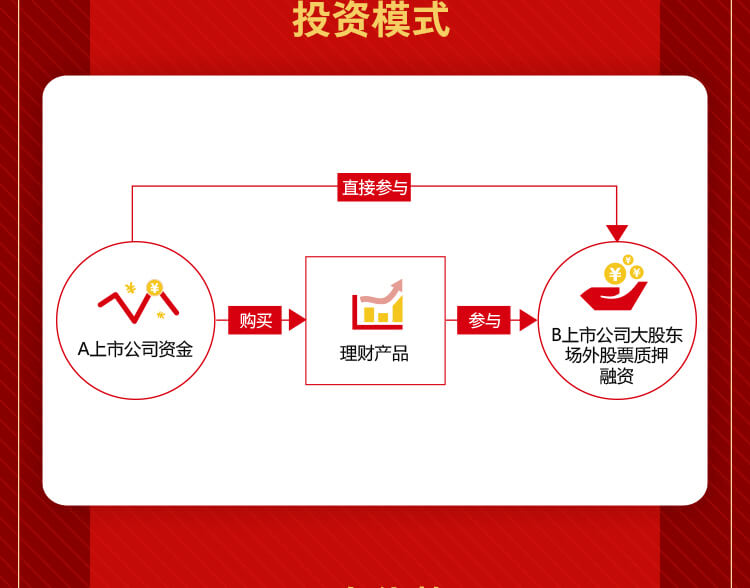 投资模式
直接参与
A上市公司资金
购买
理财产品
参与
B上市公司大股东
场外股票质押
融资